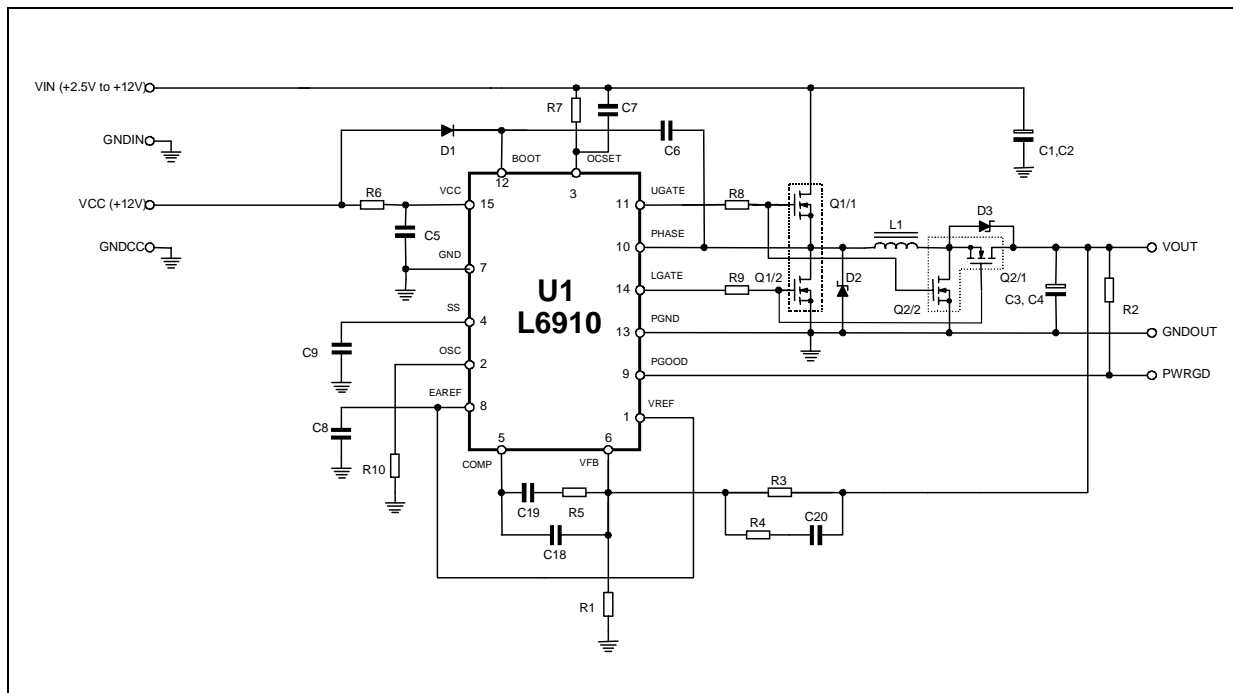 VIN (+2.5V to +12V)
R7
C7
GNDIN
D1
C6
C1,C2
BOOT
OCSET
12
3
VCC
UGATE
R6
R8
VCC (+12V)
15
11
Q1/1
C5
PHASE
L1
D3
GNDCC
10
VOUT
GND
7
LGATE
R9
Q1/2
D2
Q2/1
U1
14
Q2/2
C3, C4
R2
L6910
SS
4
PGND
13
GNDOUT
C9
OSC
2
PGOOD
9
PWRGD
EAREF
8
VREF
1
C8
R10
5
6
COMP
VFB
R3
C19
R5
R4
C20
C18
R1